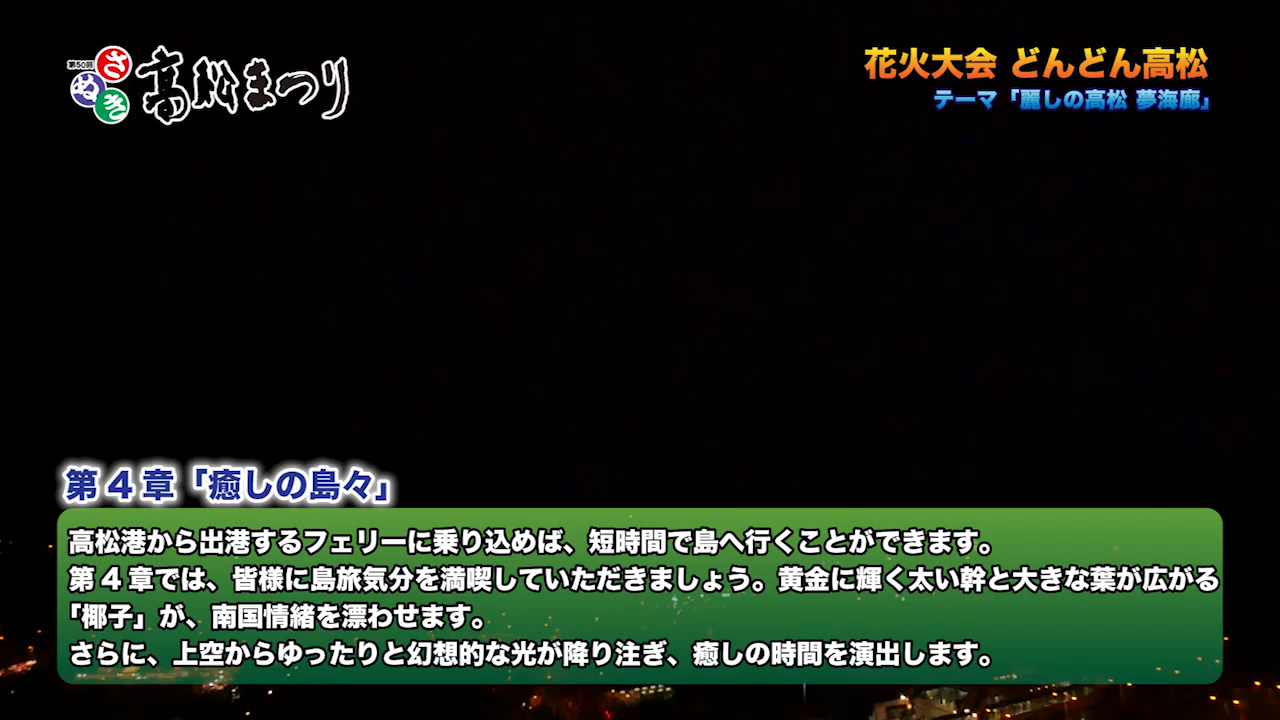 第50回
さぬき
高松まつり
花火大会 どんどん高松
テーマ「麗しの高松 夢海廊」
第4章「癒しの島々」
高松港から出港するフェリーに乗り込めば、短時間で島へ行くことができます。
第4章では、皆様に島旅気分を満喫していただきましょう。黄金に輝く太い幹と大きな葉が広がる
「椰子」が、南国情緒を漂わせます。
さらに、上空からゆったりと幻想的な光が降り注ぎ、癒しの時間を演出します。